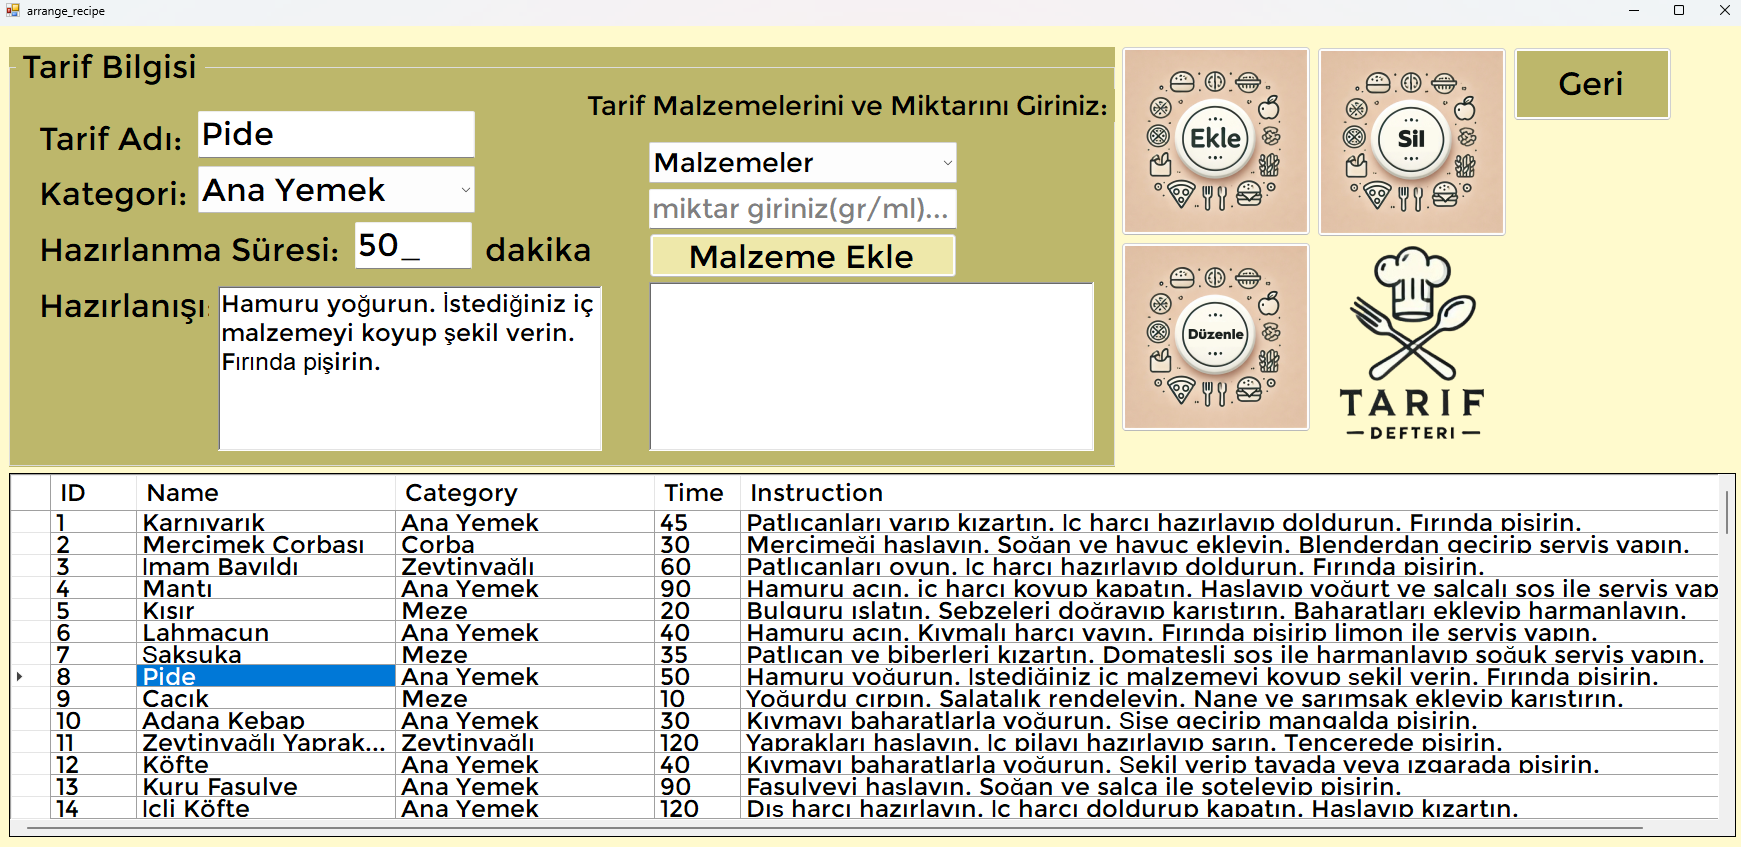 arrange_recipe
Tarif Bilgisi
Tarif Adı: Pide
Kategori: Ana Yemek
Hazırlanma Süresi: 50_ dakika
Hazırlanışı:
Hamuru yoğurun. İstediğiniz iç
malzemeyi koyup şekil verin.
Fırında pişirin.
Tarif Malzemelerini ve Miktarını Giriniz:
Malzemeler
miktar giriniz(gr/ml)...
Malzeme Ekle
Ekle
Sil
Geri
Düzenle
TARIF
DEFTERI
ID Name Category Time Instruction
1 Karnıyarık Ana Yemek 45 Patlıcanları yarıp kızartın. İç harcı hazırlayıp doldurun. Fırında pişirin.
2 Mercimek Çorbası Çorba 30 Mercimeği haşlayın. Soğan ve havuç ekleyin. Blenderdan geçirip servis yapın.
3 İmam Bayıldı Zeytinyağlı 60 Patlıcanları oyun. İç harcı hazırlayıp doldurun. Fırında pişirin.
4 Mantı Ana Yemek 90 Hamuru açın, iç harcı koyup kapatın. Haşlayıp yoğurt ve salçalı sos ile servis yap
5 Kısır Meze 20 Bulguru ıslatın. Sebzeleri doğrayıp karıştırın. Baharatları ekleyip harmanlayın.
6 Lahmacun Ana Yemek 40 Hamuru açın. Kıymalı harcı yayın. Fırında pişirip limon ile servis yapın.
7 Şakşuka Meze 35 Patlıcan ve biberleri kızartın. Domatesli sos ile harmanlayıp soğuk servis yapın.
8 Pide Ana Yemek 50 Hamuru yoğurun. İstediğiniz iç malzemeyi koyup şekil verin. Fırında pişirin.
9 Cacık Meze 10 Yoğurdu çırpın. Salatalık rendeleyin. Nane ve sarımsak ekleyip karıştırın.
10 Adana Kebap Ana Yemek 30 Kıymayı baharatlarla yoğurun. Şişe geçirip mangalda pişirin.
11 Zeytinyağlı Yaprak... Zeytinyağlı 120 Yaprakları haşlayın. İç pilavı hazırlayıp sarın. Tencerede pişirin.
12 Köfte Ana Yemek 40 Kıymayı baharatlarla yoğurun. Şekil verip tavada veya ızgarada pişirin.
13 Kuru Fasulye Ana Yemek 90 Fasulyeyi haşlayın. Soğan ve salça ile soteleyip pişirin.
14 İçli Köfte Ana Yemek 120 Dış harcı hazırlayın. İç harcı doldurup kapatın. Haşlayıp kızartın.